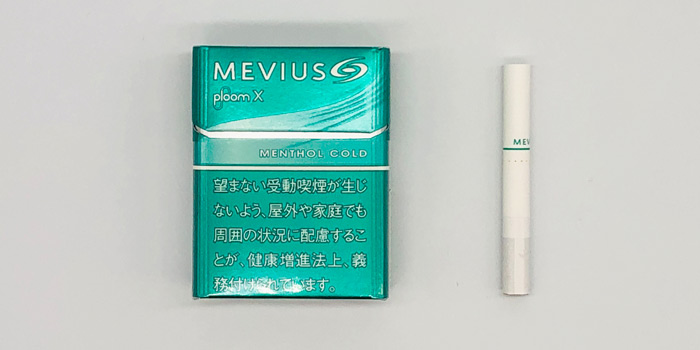 MEVIUS
ploom X
MENTHOL COLD
望まない受動喫煙が生じ
ないよう、屋外や家庭でも
周囲の状況に配慮するこ
とが、健康増進法上、義
務付けられています。
MEV